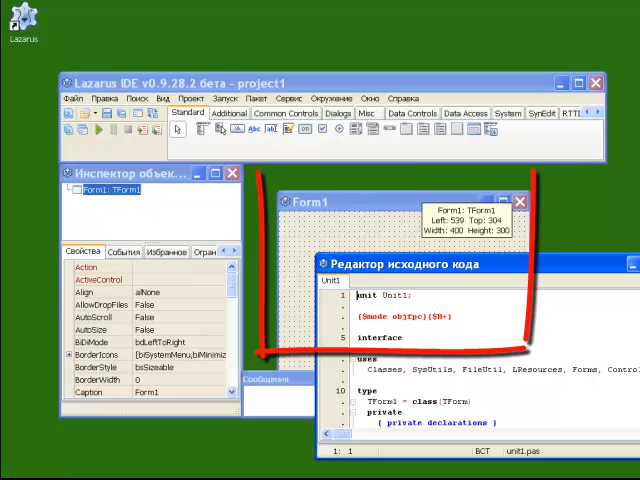 Lazarus
Lazarus IDE v0.9.28.2 бета - project1
Файл Правка Поиск Вид Проект Запуск Пакет Сервис Окружение Окно Справка
Standard Additional Common Controls Dialogs Misc Data Controls Data Access System SynEdit RTTI
Abc
Инспектор объек...
Form1: TForm1
Свойства События Избранное Огран
Action
ActiveControl
Align alNone
AllowDropFiles False
AutoScroll False
AutoSize False
BiDiMode bdLeftToRight
BorderIcons [biSystemMenu,biMinimiz
BorderStyle bsSizeable
BorderWidth 0
Caption Form1
Form1
Form1: TForm1
Left: 539 Top: 304
Width: 400 Height: 300
Сообщения
Редактор исходного кода
Unit1
1 unit Unit1;
{$mode objfpc}{$H+}
5 interface
uses
Classes, SysUtils, FileUtil, LResources, Forms, Contro
10 type
TForm1 = class(TForm)
private
{ private declarations }
1: 1 ВСТ unit1.pas